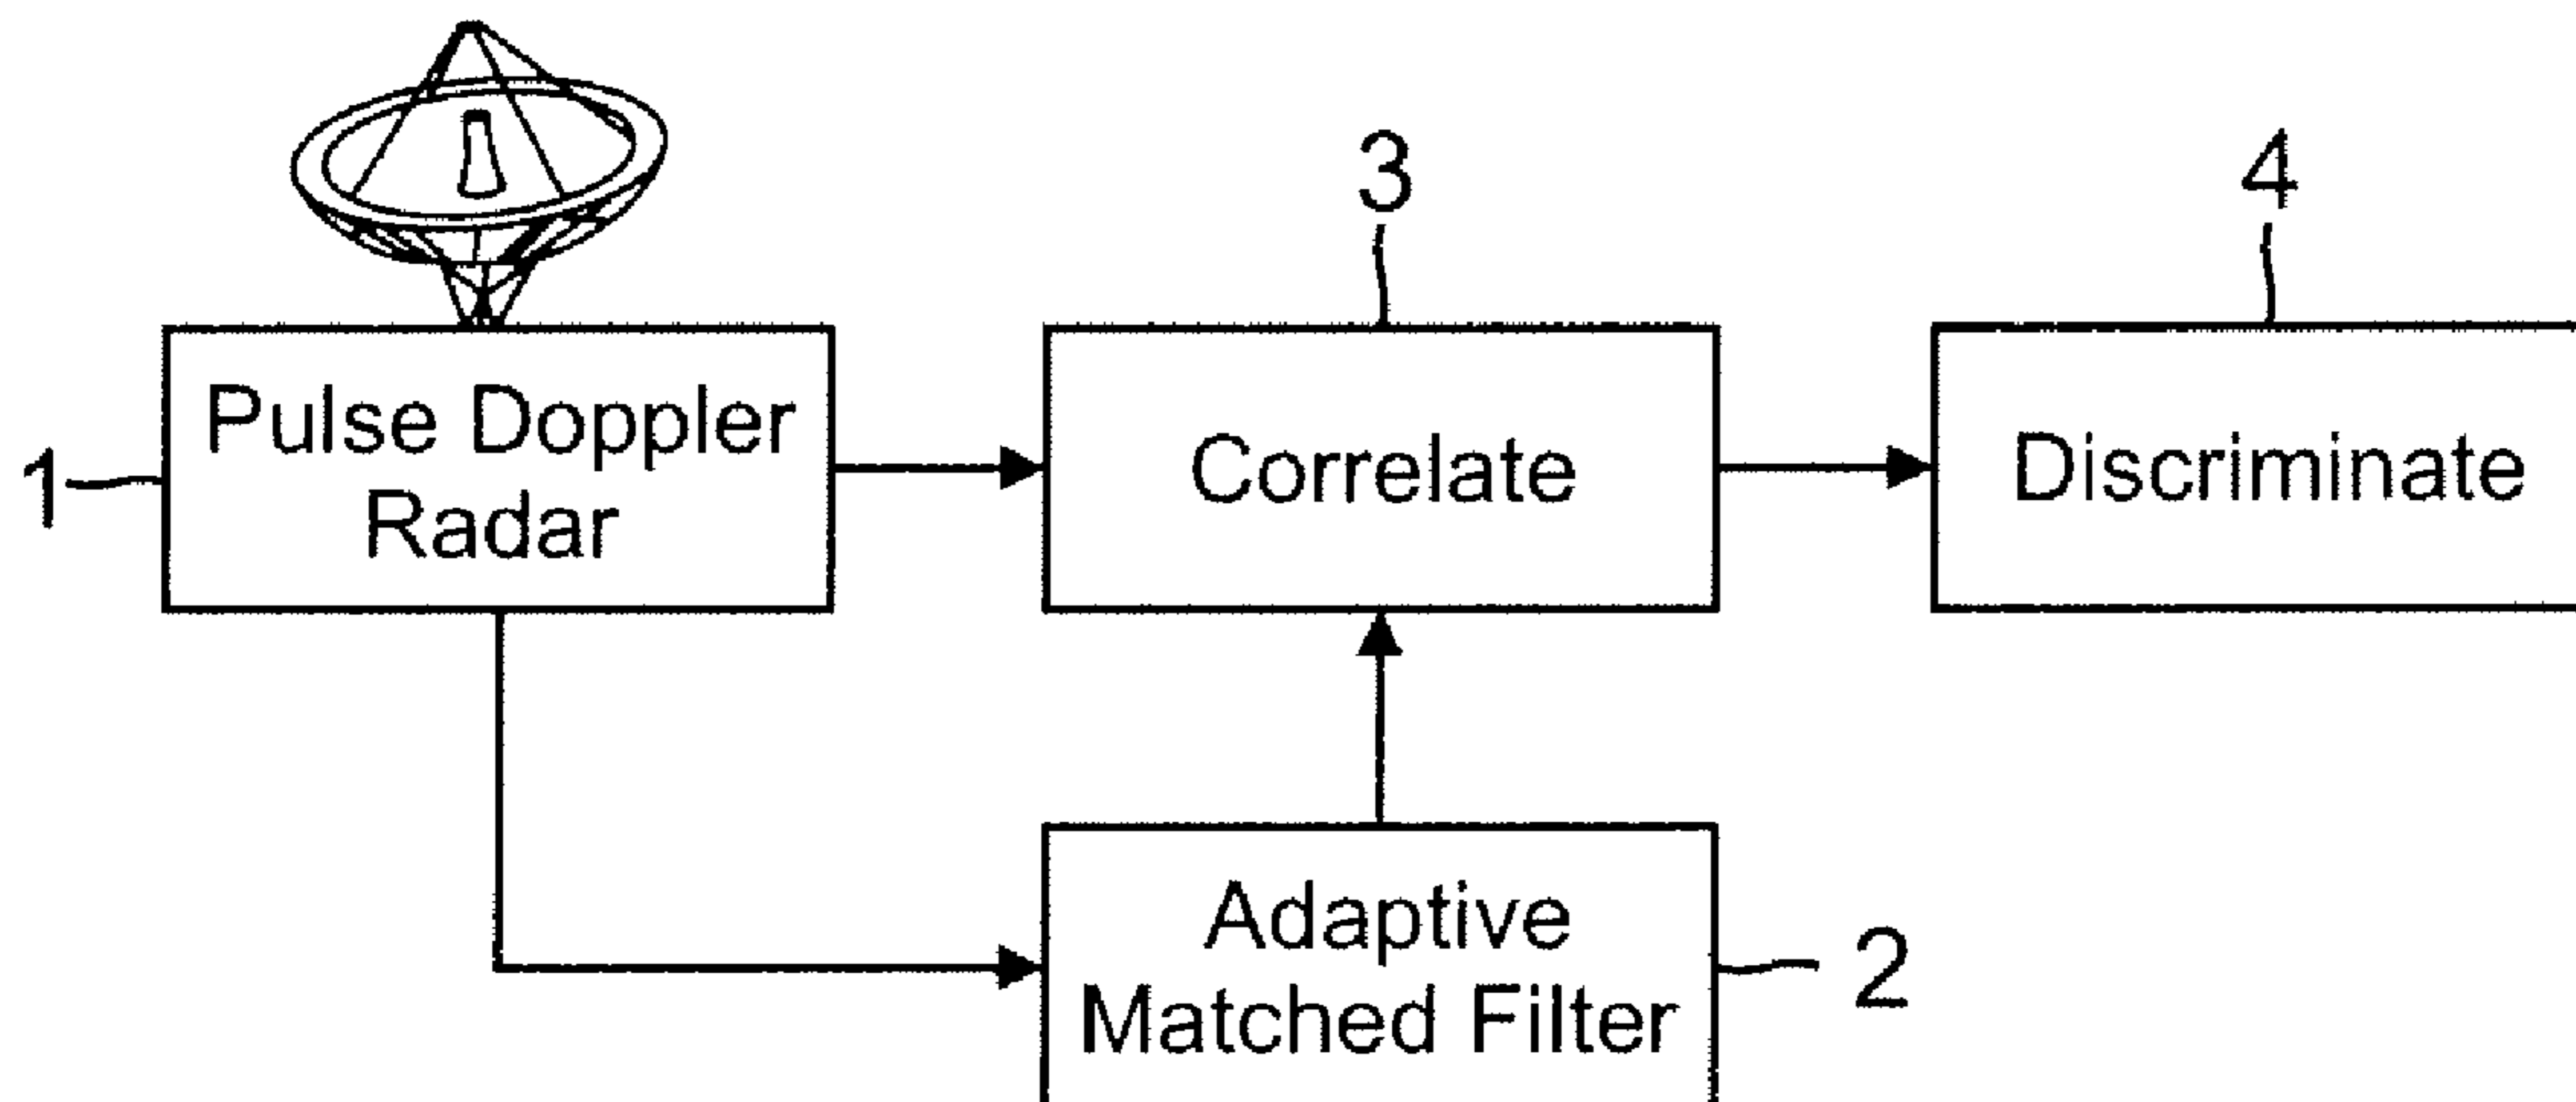 3
4
1
Pulse Doppler
Radar
Correlate
Discriminate
Adaptive
Matched Filter
2